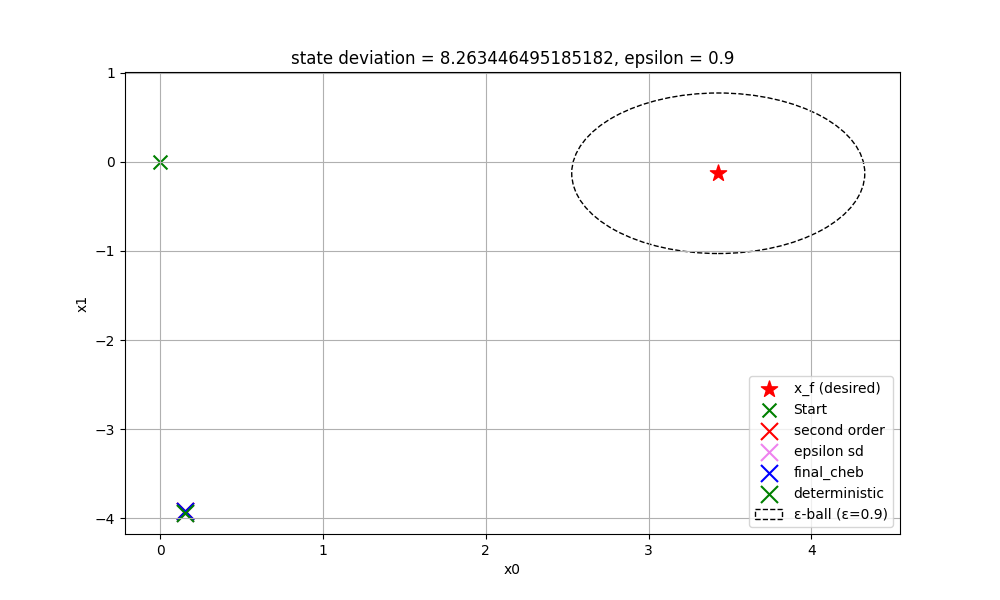 state deviation = 8.263446495185182, epsilon = 0.9
1
0
−1
−2
−3
−4
x1
0
1
2
3
4
x0
x_f (desired)
Start
second order
epsilon sd
final_cheb
deterministic
ε-ball (ε=0.9)